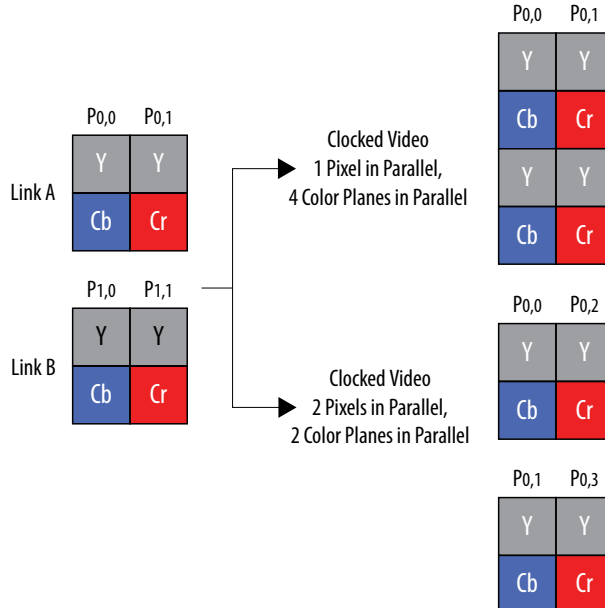 P0,0 P0,1
Link A
Y Y
Cb Cr
P1,0 P1,1
Link B
Y Y
Cb Cr
Clocked Video
1 Pixel in Parallel,
4 Color Planes in Parallel
P0,0 P0,1
Y Y
Cb Cr
Y Y
Cb Cr
Clocked Video
2 Pixels in Parallel,
2 Color Planes in Parallel
P0,0 P0,2
Y Y
Cb Cr
P0,1 P0,3
Y Y
Cb Cr